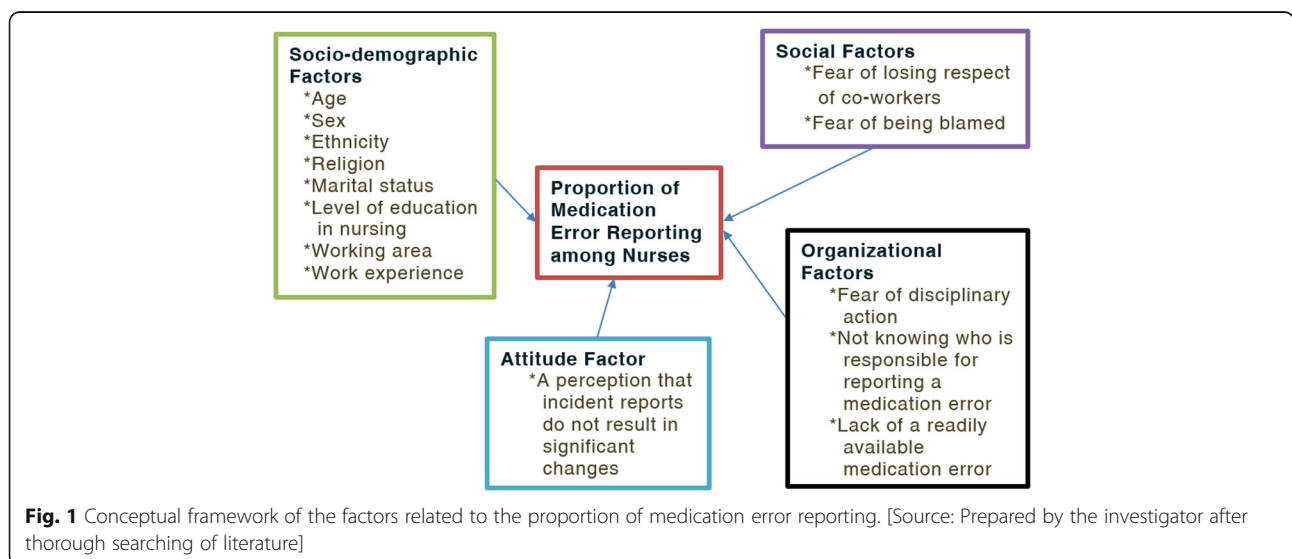 Socio-demographic
Factors
*Age
*Sex
*Ethnicity
*Religion
*Marital status
*Level of education
in nursing
*Working area
*Work experience
Social Factors
*Fear of losing respect
of co-workers
*Fear of being blamed
Proportion of
Medication
Error Reporting
among Nurses
Attitude Factor
*A perception that
incident reports
do not result in
significant
changes
Organizational
Factors
*Fear of disciplinary
action
*Not knowing who is
responsible for
reporting a
medication error
*Lack of a readily
available
medication error
Fig. 1 Conceptual framework of the factors related to the proportion of medication error reporting. [Source: Prepared by the investigator after
thorough searching of literature]